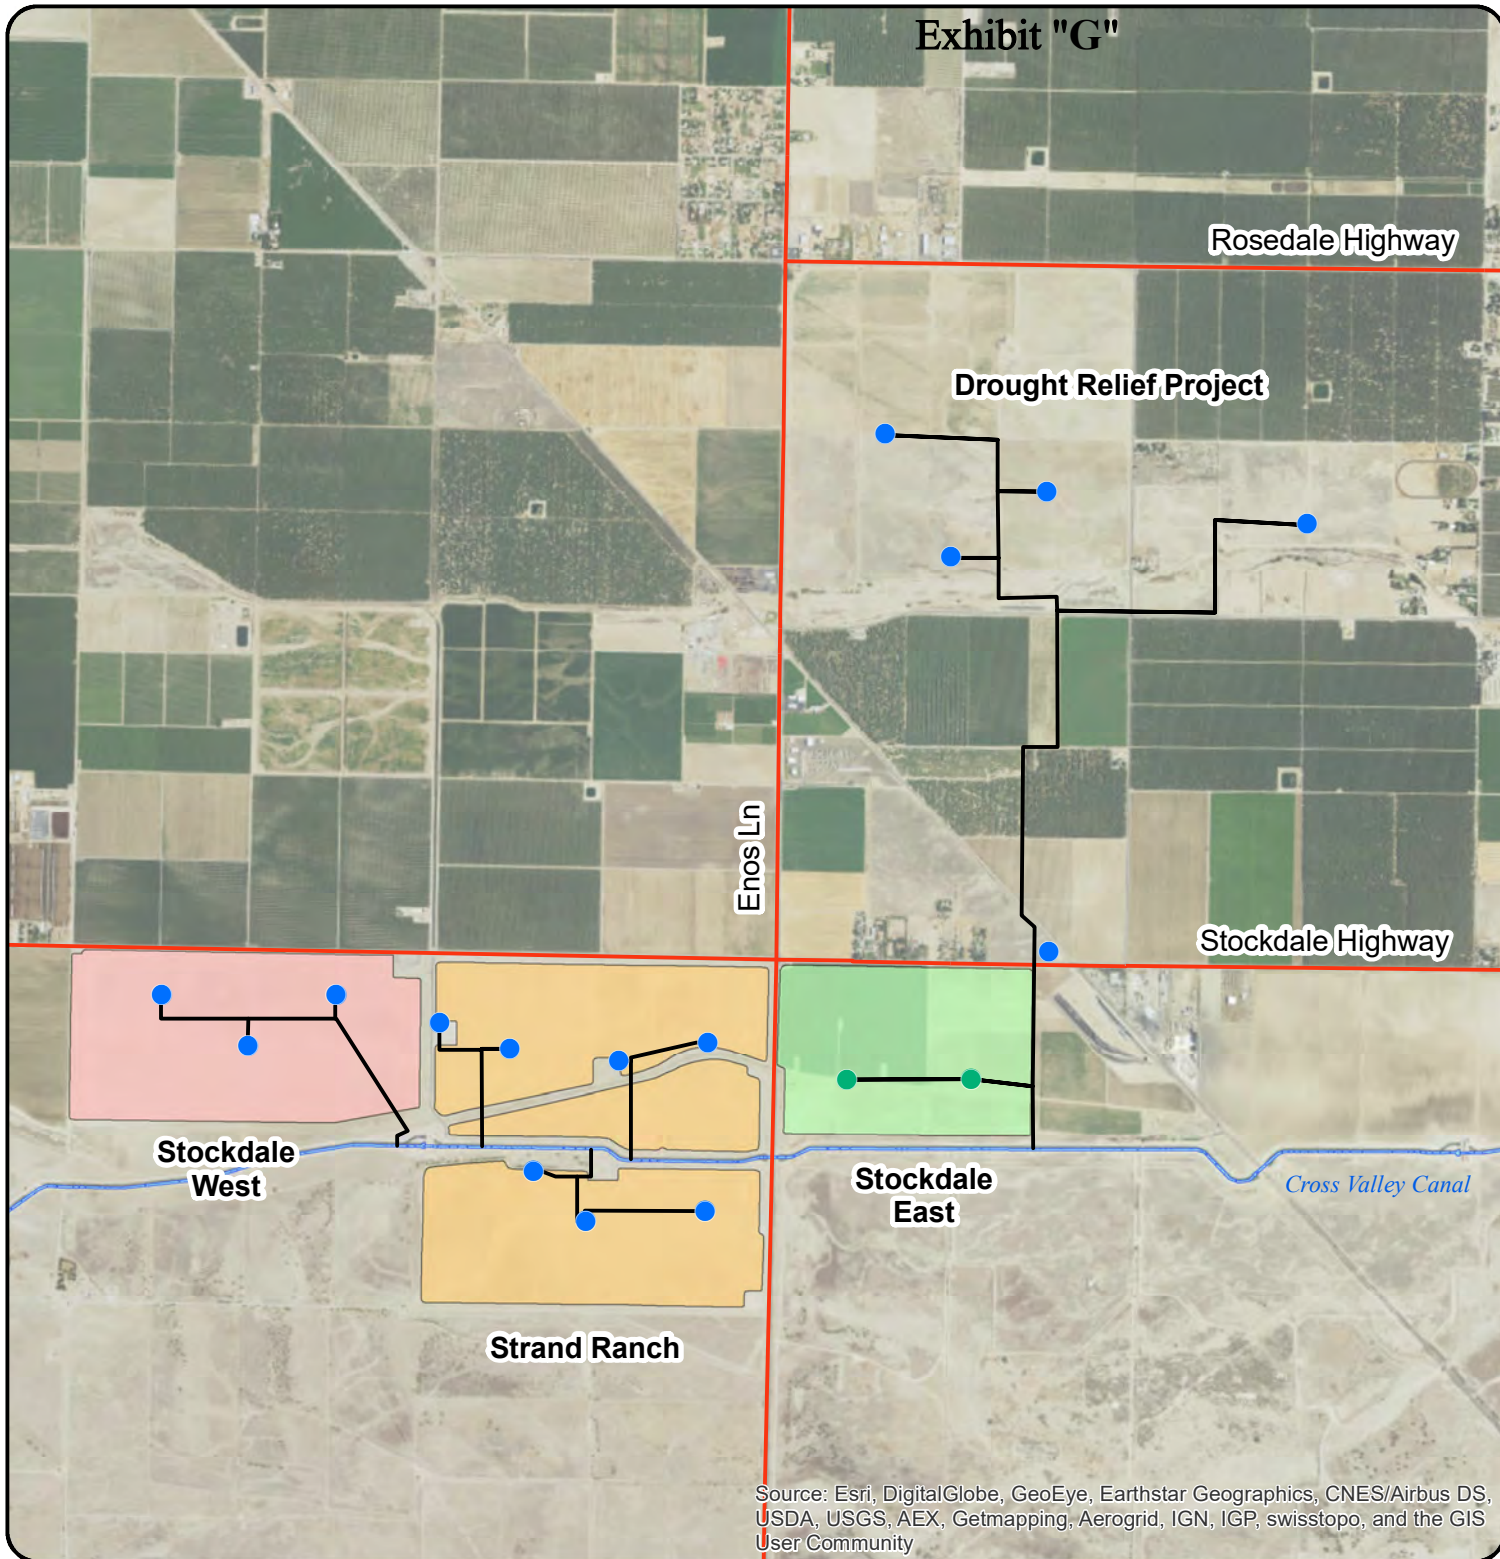 Exhibit "G"
Rosedale Highway
Drought Relief Project
Enos Ln
Stockdale Highway
Stockdale
West
Stockdale
East
Cross Valley Canal
Strand Ranch
Source: Esri, DigitalGlobe, GeoEye, Earthstar Geographics, CNES/Airbus DS,
USDA, USGS, AEX, Getmapping, Aerogrid, IGN, IGP, swisstopo, and the GIS
User Community